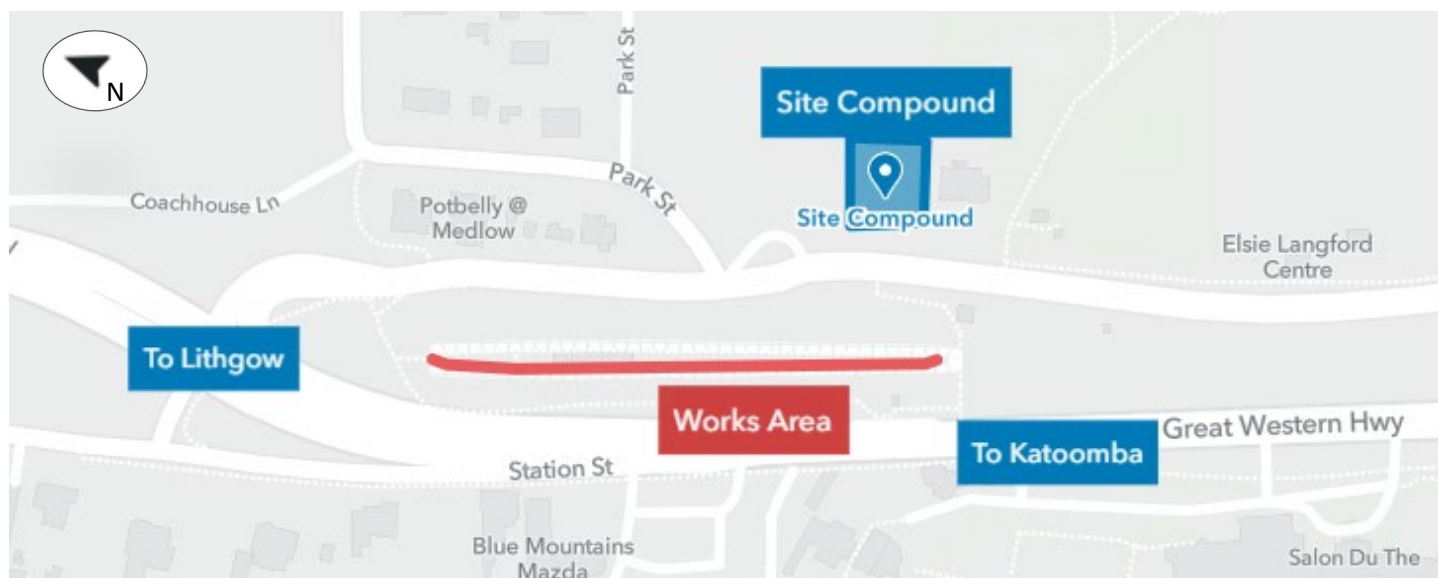 N
Park St
Site Compound
Park St
Coachhouse Ln
Potbelly @
Medlow
Site Compound
Elsie Langford
Centre
To Lithgow
Works Area
Great Western Hwy
To Katoomba
Station St
Blue Mountains
Mazda
Salon Du The